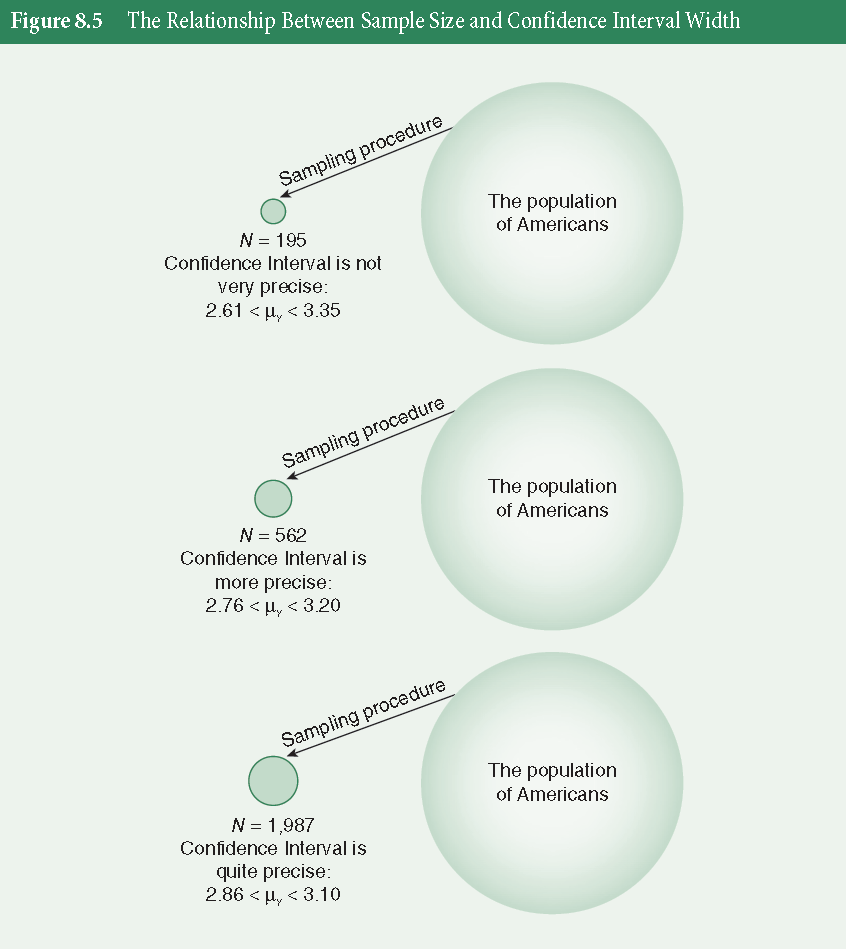 Figure 8.5 The Relationship Between Sample Size and Confidence Interval Width
Sampling procedure
The population
of Americans
N = 195
Confidence Interval is not
very precise:
2.61 < μᵧ < 3.35
Sampling procedure
The population
of Americans
N = 562
Confidence Interval is
more precise:
2.76 < μᵧ < 3.20
Sampling procedure
The population
of Americans
N = 1,987
Confidence Interval is
quite precise:
2.86 < μᵧ < 3.10